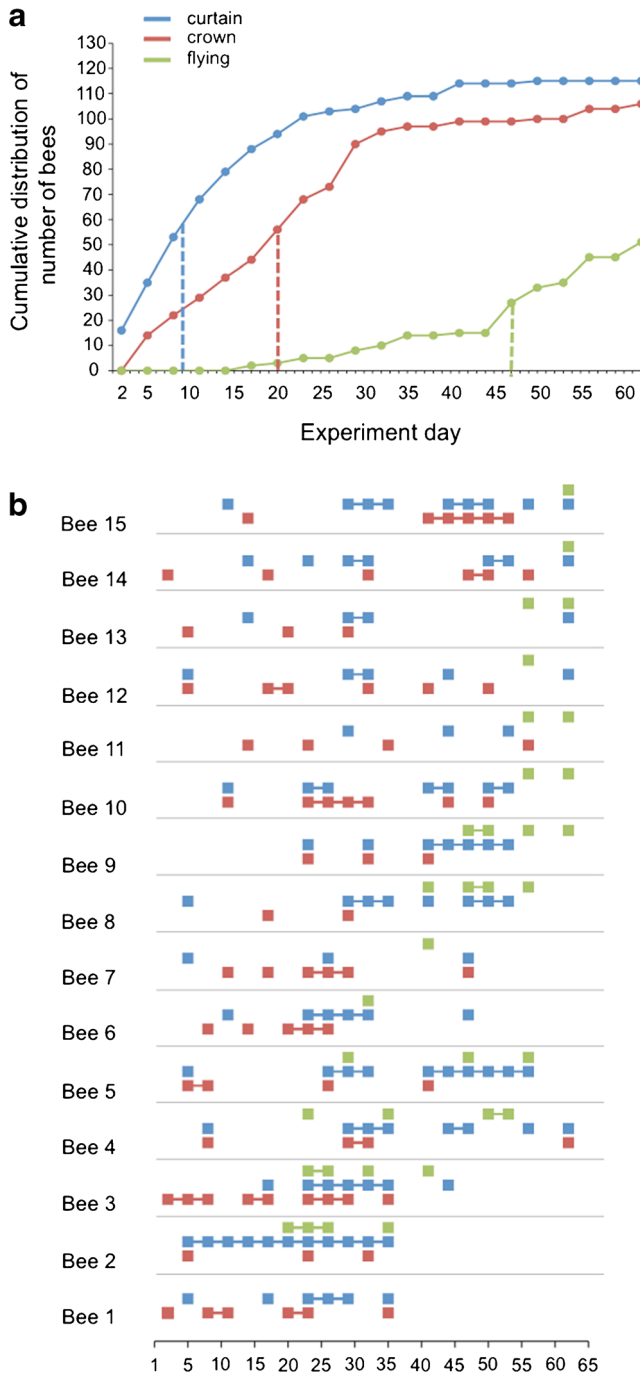 a
curtain
crown
flying
Cumulative distribution of
number of bees
130
120
110
100
90
80
70
60
50
40
30
20
10
0
2 5 10 15 20 25 30 35 40 45 50 55 60
Experiment day
b
Bee 15
Bee 14
Bee 13
Bee 12
Bee 11
Bee 10
Bee 9
Bee 8
Bee 7
Bee 6
Bee 5
Bee 4
Bee 3
Bee 2
Bee 1
1 5 10 15 20 25 30 35 40 45 50 55 60 65